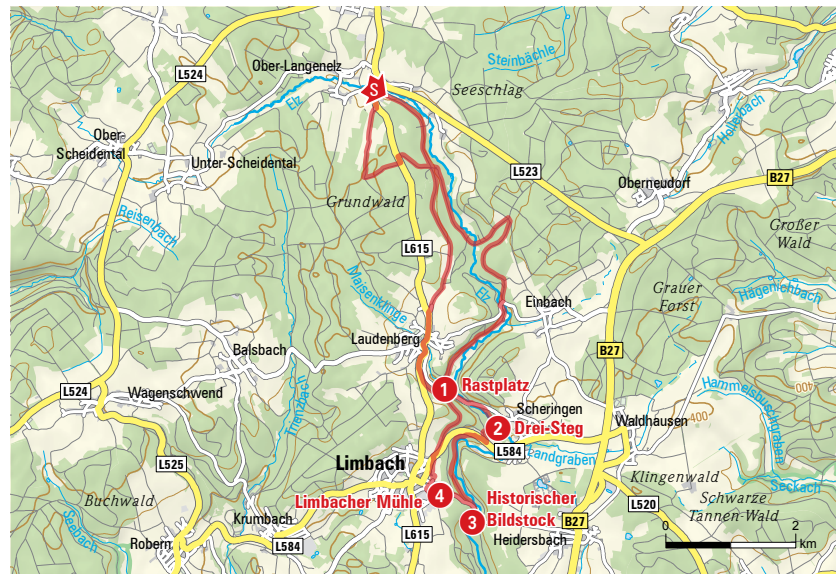 L524
Ober-Langenelz
S
Elz
Steinbächle
Seeschlag
Hollerbach
Ober-
Scheidental
Unter-Scheidental
L523
Oberneudorf
B27
Reisenbach
Grundwald
Großer
Wald
L615
Maisenklinge
Elz
Grauer
Forst
Hägenichbach
Einbach
Laudenberg
B27
Balsbach
L524
Wagenschwend
Trienzbach
1
Rastplatz
Hammelsbuschgraben
400
Scheringen
400
Waldhausen
2
Drei-Steg
L584
Landgraben
L525
Limbach
Klingenwald
Seckach
Buchwald
Limbacher Mühle
4
Historischer
Bildstock
3
L520
Schwarze
Tannen-Wald
Seebach
Krumbach
Robern
L584
L615
B27
Heidersbach
0
2
km